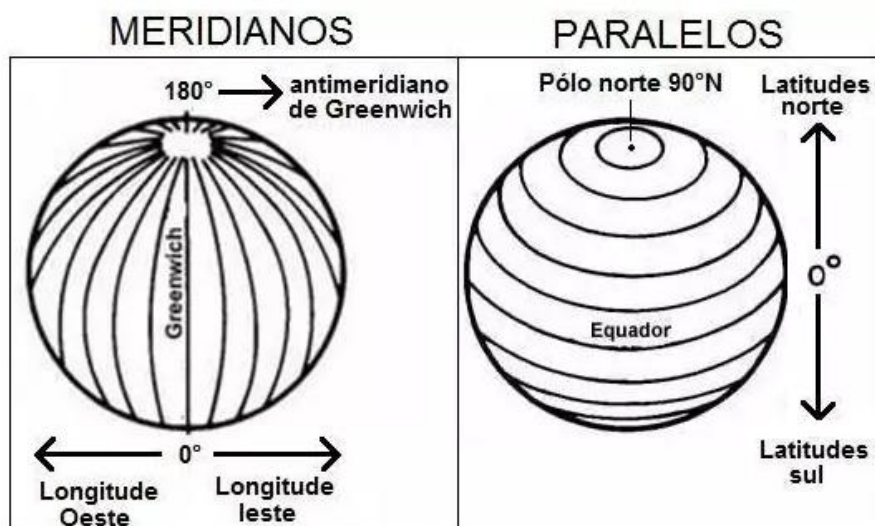 MERIDIANOS
180°
antimeridiano
de Greenwich
Greenwich
0°
Longitude
Oeste
Longitude
leste
PARALELOS
Pólo norte 90°N
Latitudes
norte
0°
Equador
Latitudes
sul